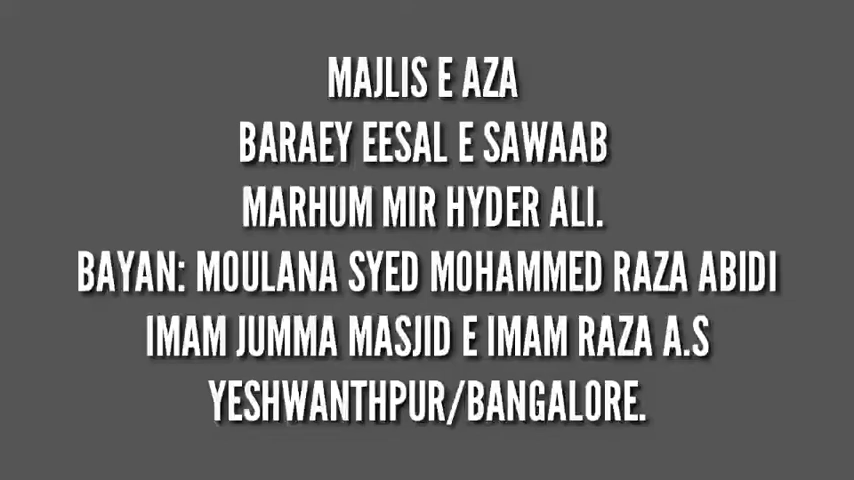 MAJLIS E AZA
BARAEY EESAL E SAWAAB
MARHUM MIR HYDER ALI.
BAYAN: MOULANA SYED MOHAMMED RAZA ABIDI
IMAM JUMMA MASJID E IMAM RAZA A.S
YESHWANTHPUR/BANGALORE.